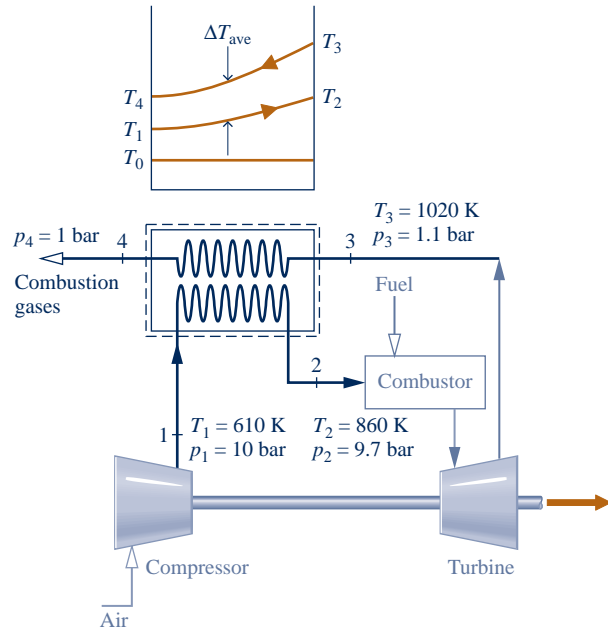 ΔT_ave
T_3
T_4
T_2
T_1
T_0
p_4 = 1 bar
4
Combustion
gases
3
T_3 = 1020 K
p_3 = 1.1 bar
Fuel
2
Combustor
1
T_1 = 610 K
p_1 = 10 bar
T_2 = 860 K
p_2 = 9.7 bar
Compressor
Turbine
Air